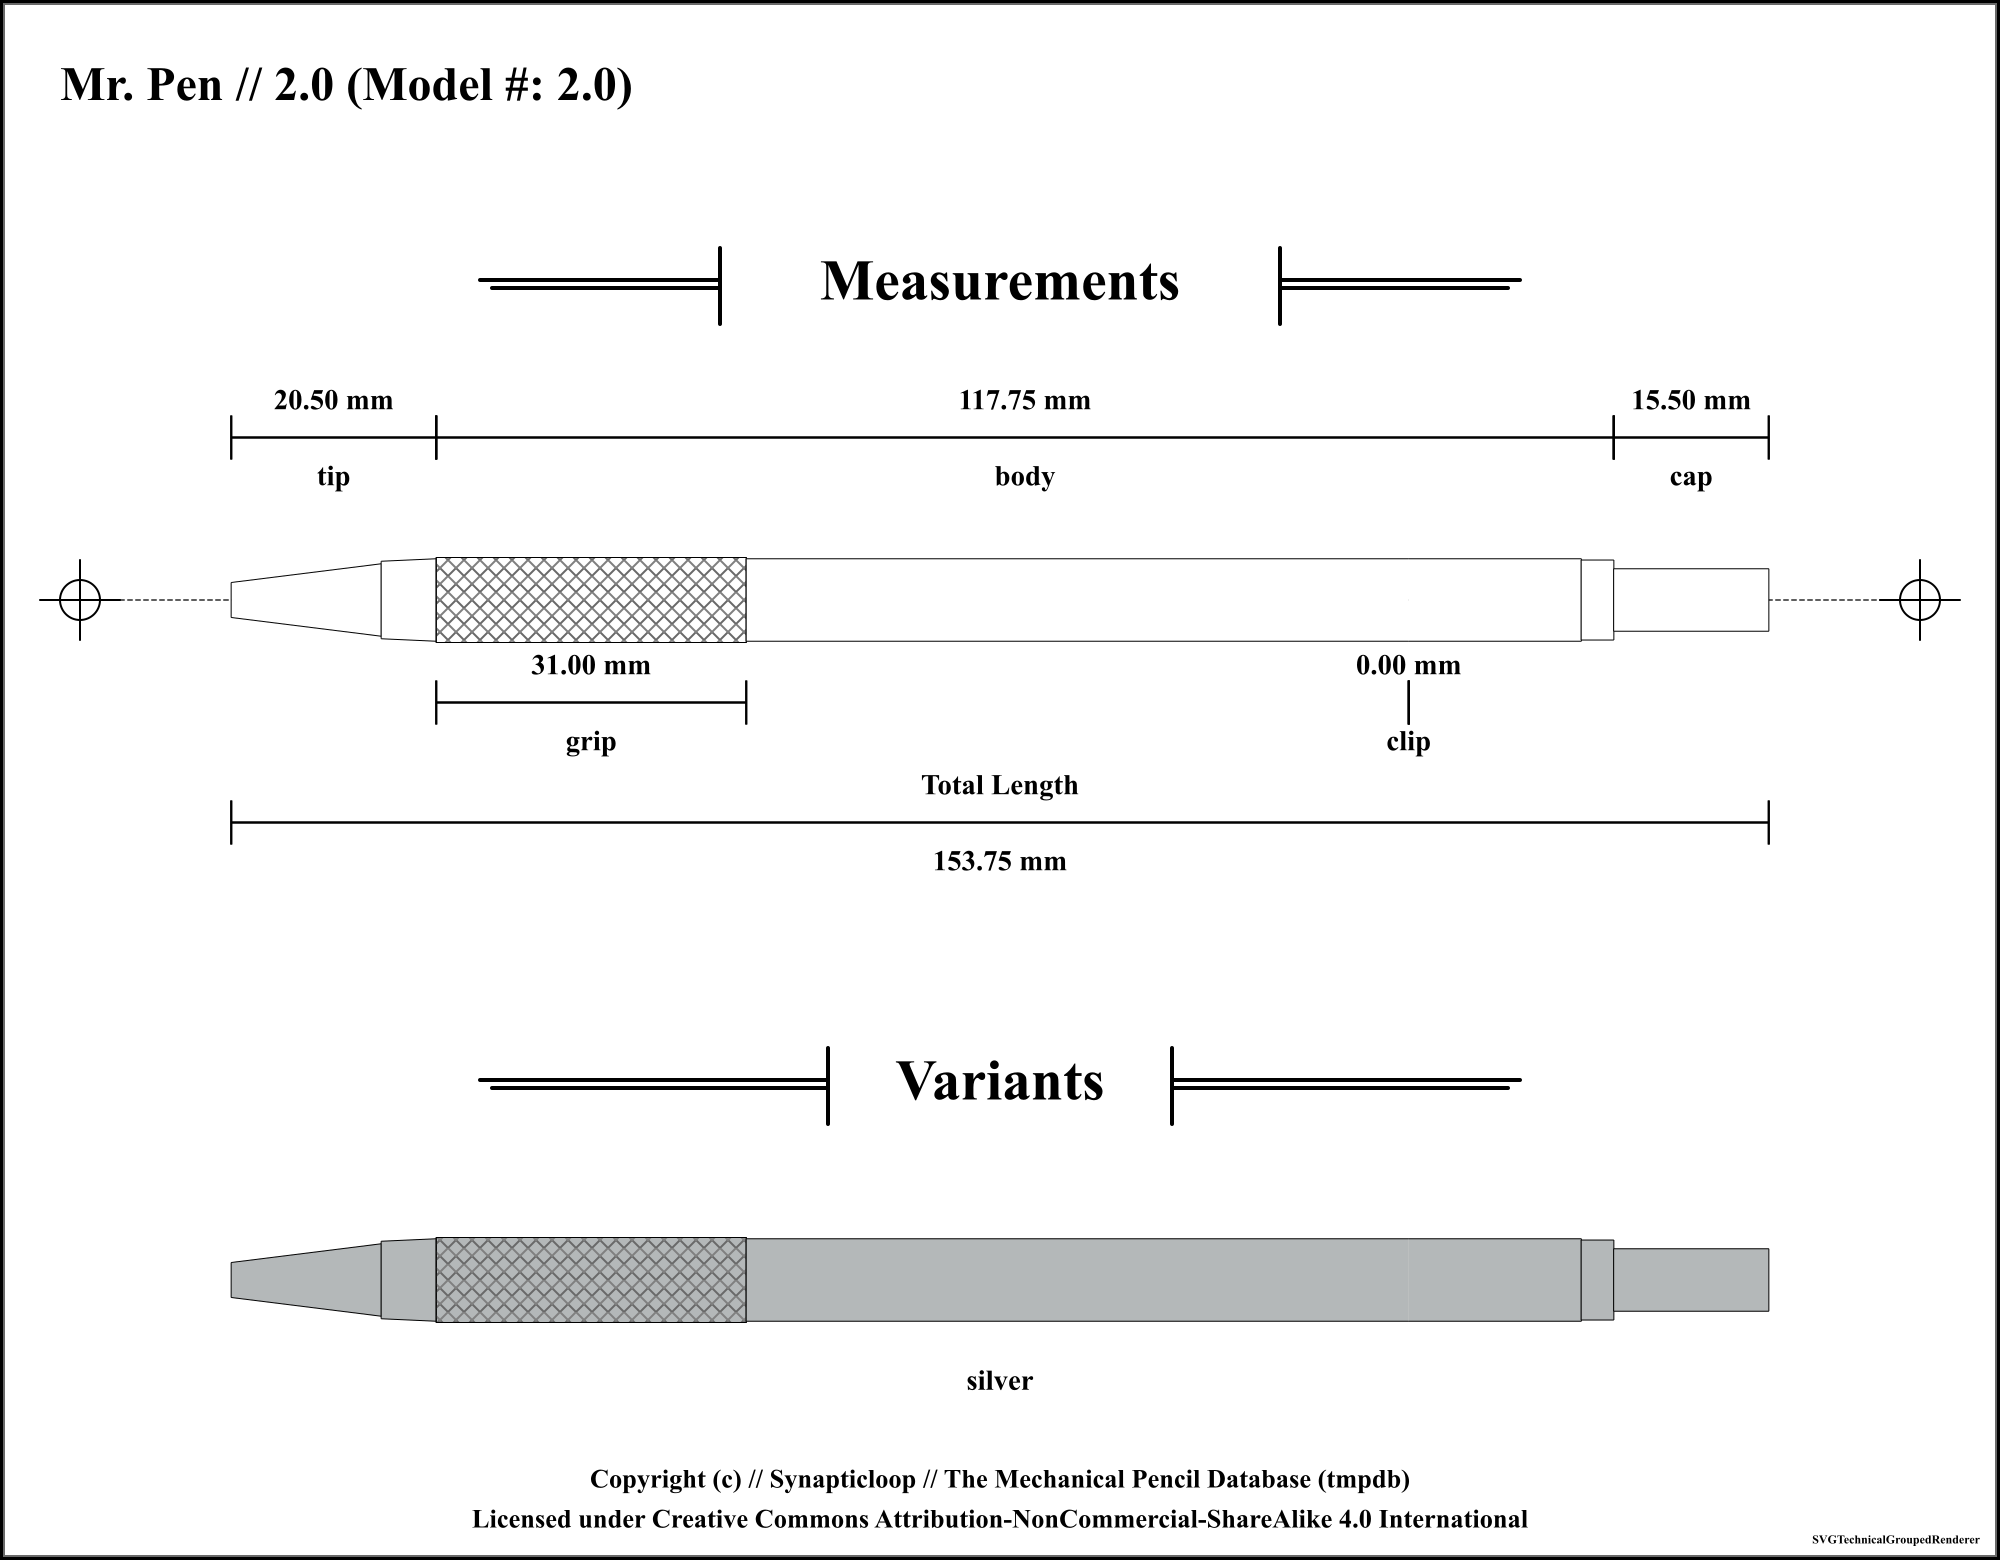 Mr. Pen // 2.0 (Model #: 2.0)
Measurements
20.50 mm
117.75 mm
15.50 mm
tip
body
cap
31.00 mm
0.00 mm
grip
clip
Total Length
153.75 mm
Variants
silver
Copyright (c) // Synapticloop // The Mechanical Pencil Database (tmpdb)
Licensed under Creative Commons Attribution-NonCommercial-ShareAlike 4.0 International
SVGTechnicalGroupedRenderer